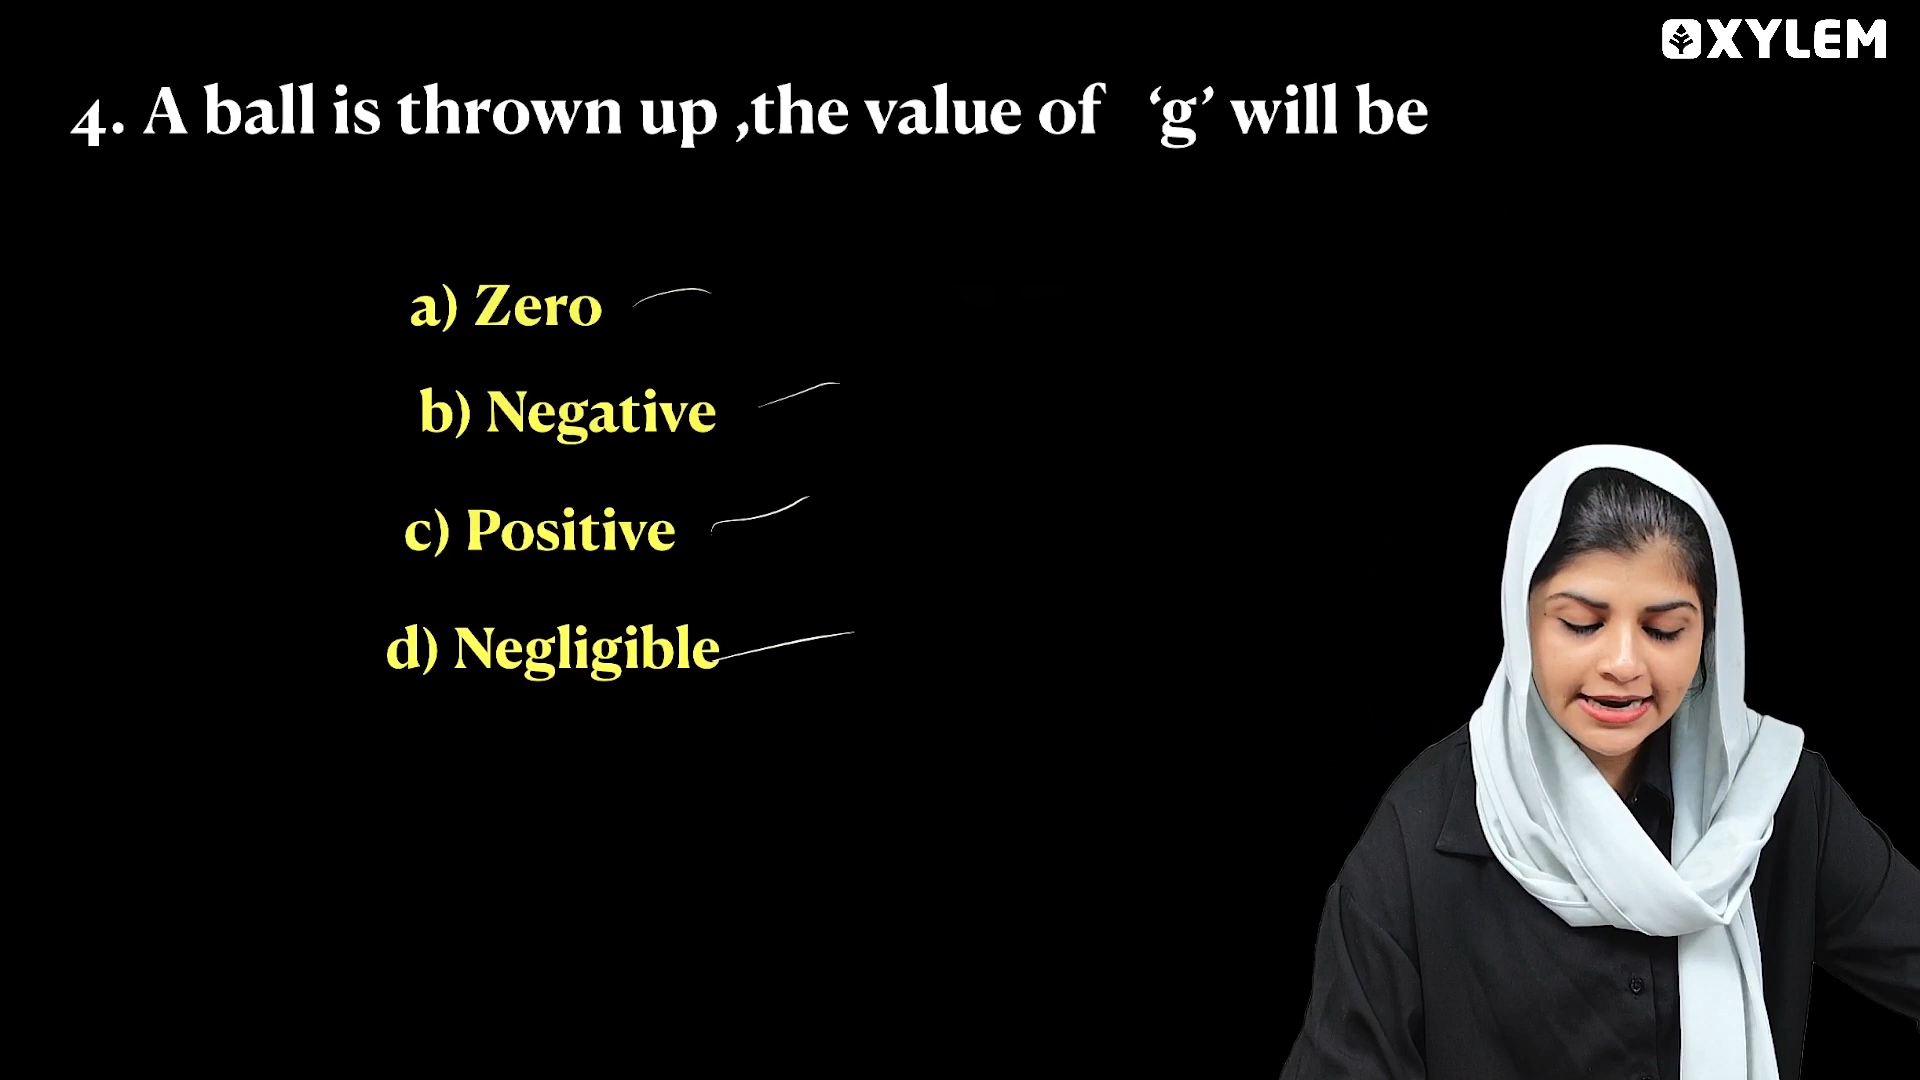 XYLEM
4. A ball is thrown up ,the value of ‘g’ will be
a) Zero
b) Negative
c) Positive
d) Negligible